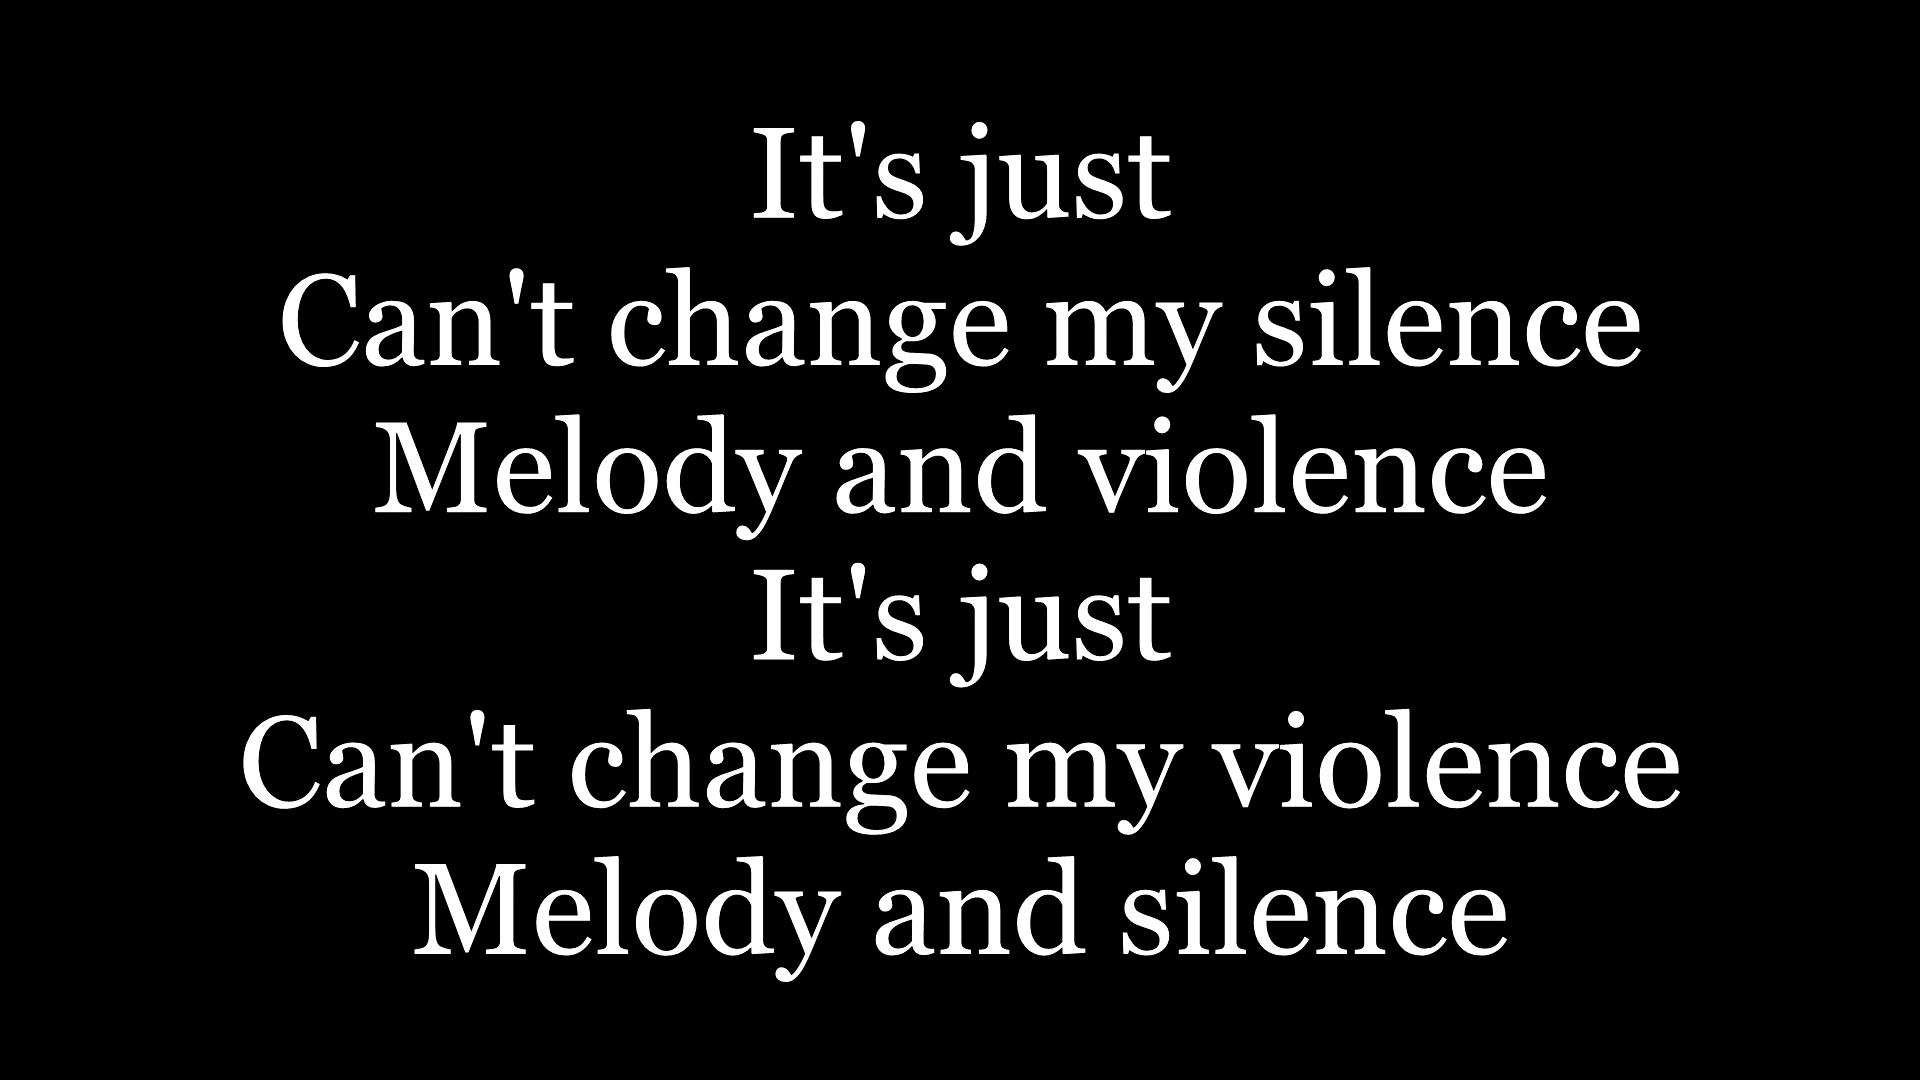 It's just
Can't change my silence
Melody and violence
It's just
Can't change my violence
Melody and silence